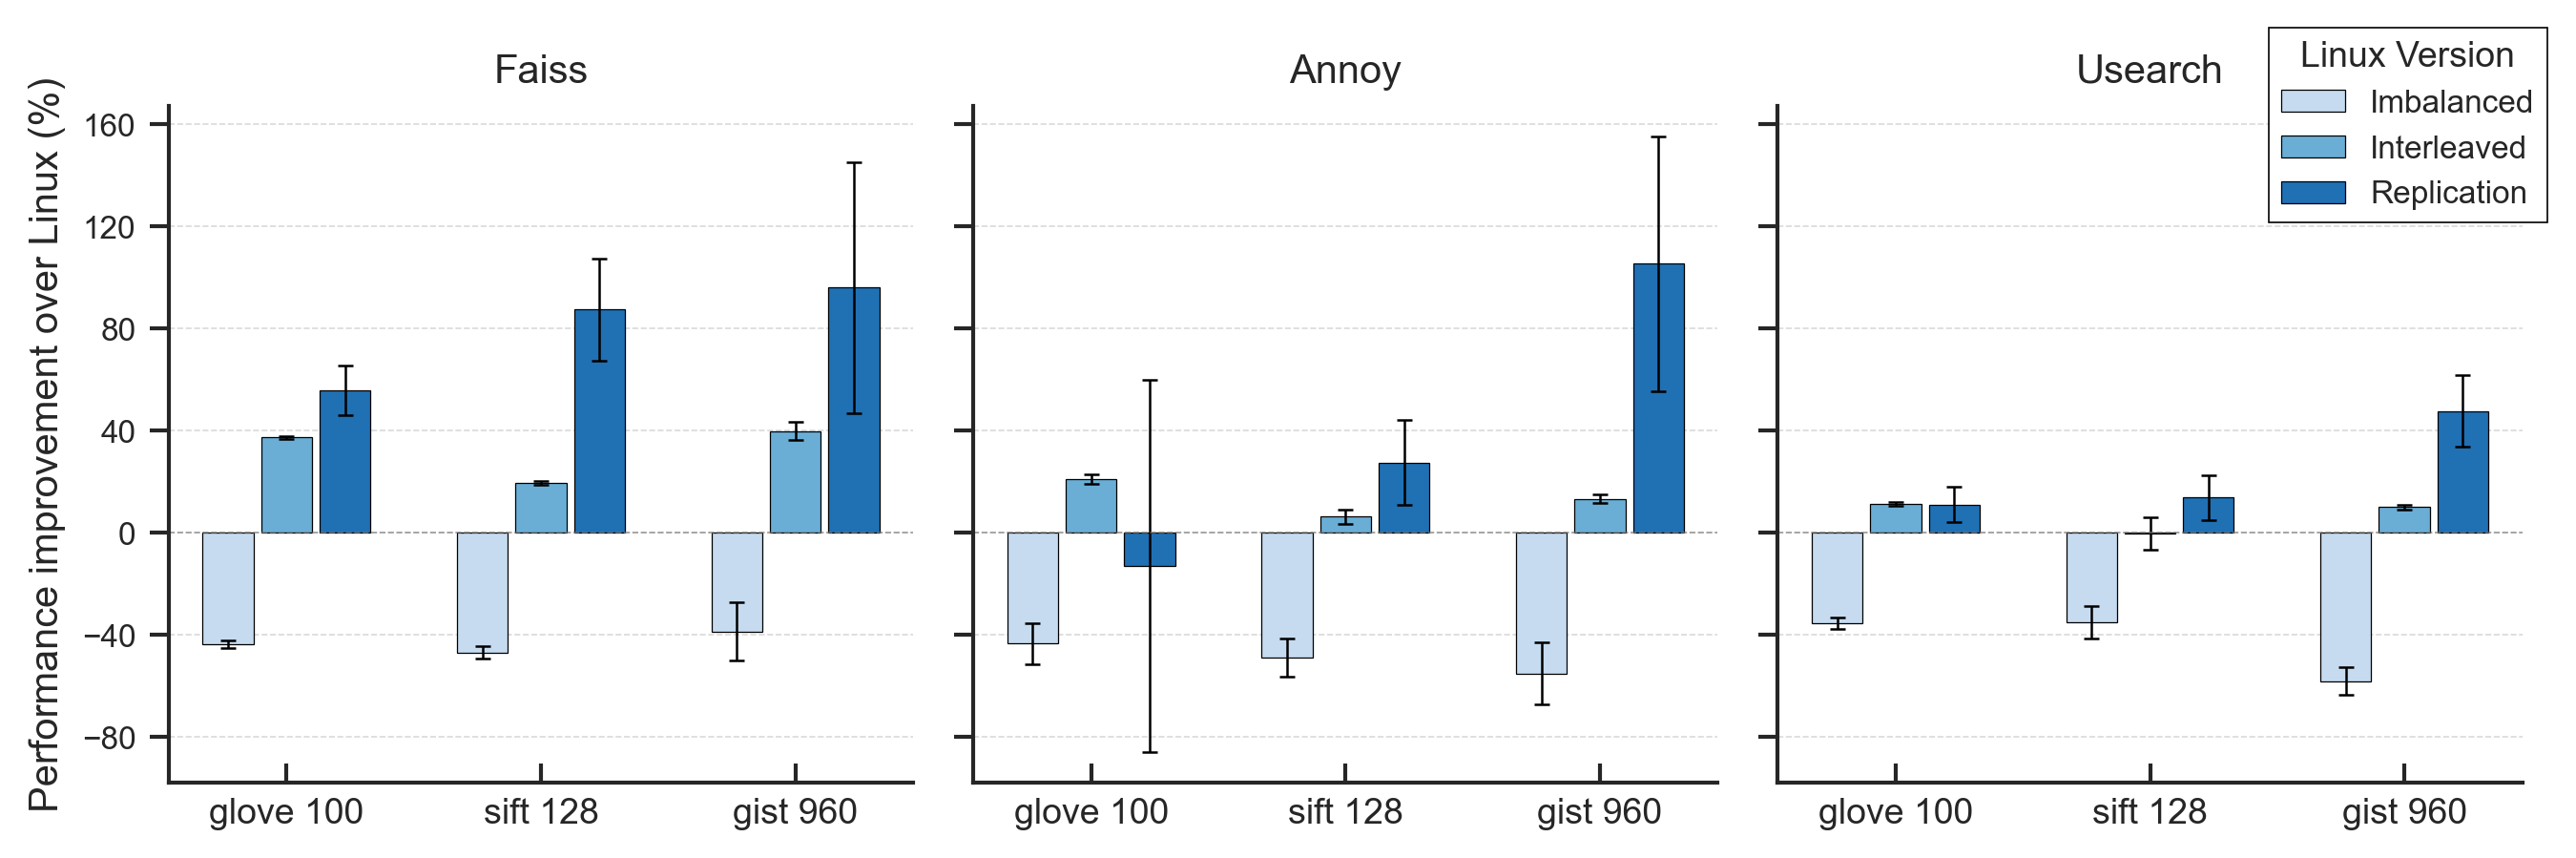 Faiss
Annoy
Usearch
Linux Version
Imbalanced
Interleaved
Replication
Performance improvement over Linux (%)
160
120
80
40
0
−40
−80
glove 100 sift 128 gist 960
glove 100 sift 128 gist 960
glove 100 sift 128 gist 960